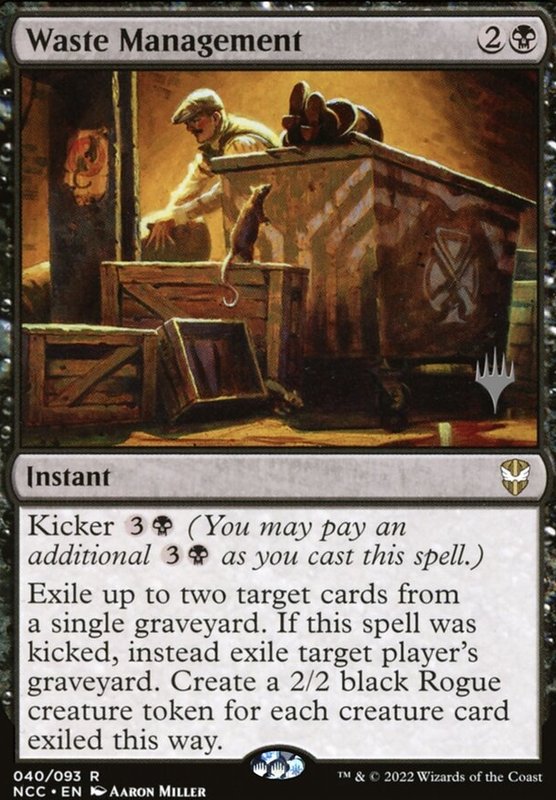 Waste Management 2
Instant
Kicker 3 (You may pay an
additional 3 as you cast this spell.)
Exile up to two target cards from
a single graveyard. If this spell was
kicked, instead exile target player's
graveyard. Create a 2/2 black Rogue
creature token for each creature card
exiled this way.
040/093 R
NCC • EN AARON MILLER
™ & © 2022 Wizards of the Coast